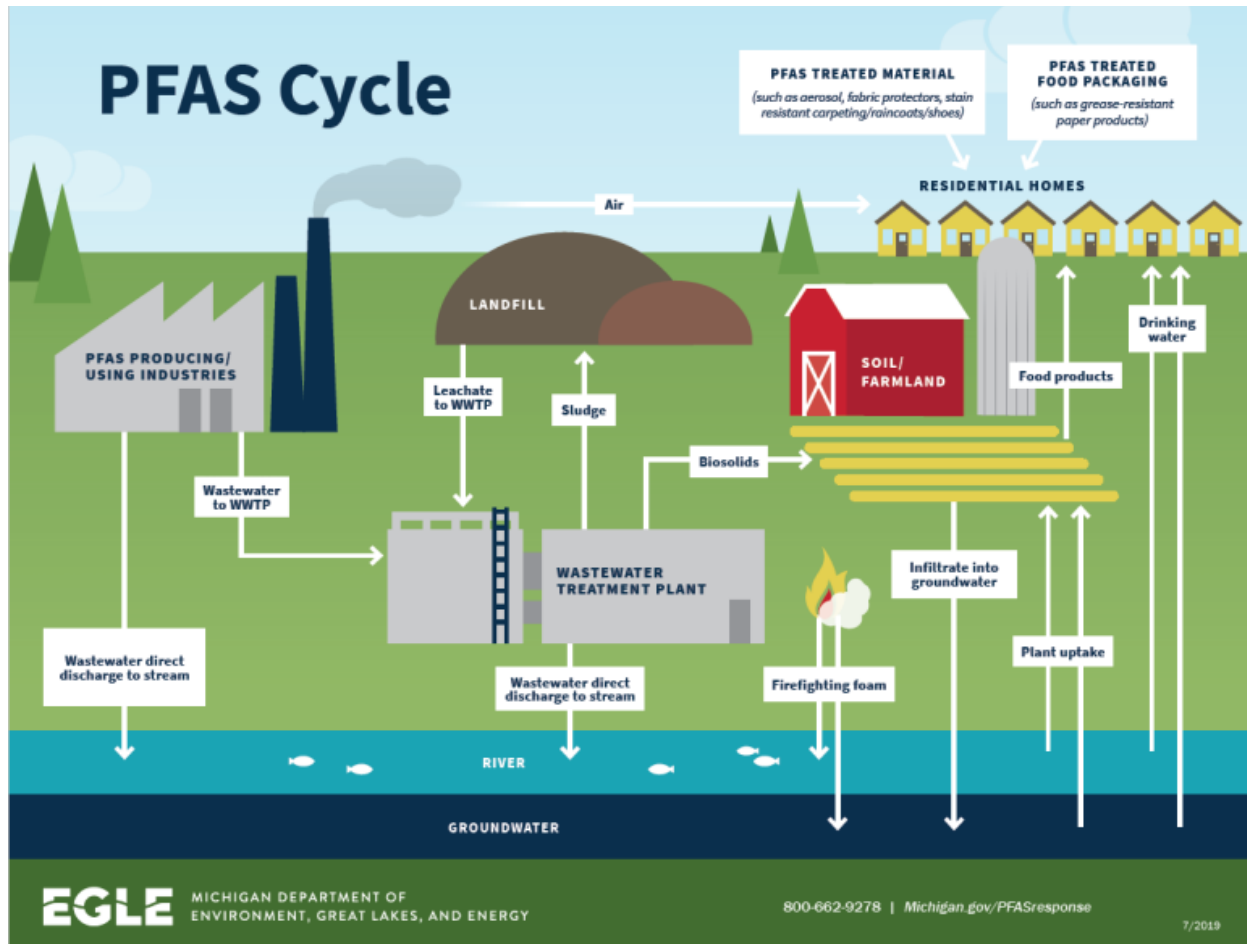 PFAS Cycle
PFAS TREATED MATERIAL
(such as aerosol, fabric protectors, stain
resistant carpeting/raincoats/shoes)
PFAS TREATED
FOOD PACKAGING
(such as grease-resistant
paper products)
RESIDENTIAL HOMES
Air
LANDFILL
PFAS PRODUCING/
USING INDUSTRIES
SOIL/
FARMLAND
Drinking
water
Food products
Leachate
to WWTP
Sludge
Biosolids
Wastewater
to WWTP
WASTEWATER
TREATMENT PLANT
Infiltrate into
groundwater
Plant uptake
Wastewater direct
discharge to stream
Wastewater direct
discharge to stream
Firefighting foam
RIVER
GROUNDWATER
EGLE
MICHIGAN DEPARTMENT OF
ENVIRONMENT, GREAT LAKES, AND ENERGY
800-662-9278 | Michigan.gov/PFASresponse
7/2019